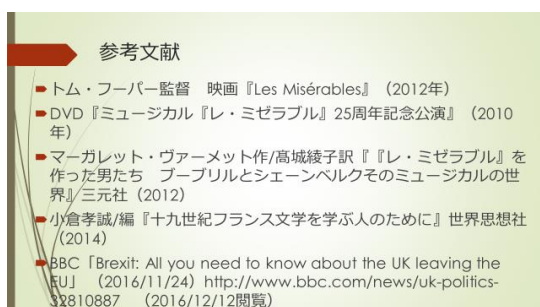 参考文献
トム・フーパー監督 映画『Les Misérables』（2012年）
DVD『ミュージカル『レ・ミゼラブル』25周年記念公演』（2010
年）
マーガレット・ヴァーメット作/髙城綾子訳『『レ・ミゼラブル』を
作った男たち ブーブリルとシェーンベルクそのミュージカルの世
界』三元社（2012）
小倉孝誠/編『十九世紀フランス文学を学ぶ人のために』世界思想社
（2014）
BBC「Brexit: All you need to know about the UK leaving the
EU」 （2016/11/24）http://www.bbc.com/news/uk-politics-
32810887 （2016/12/12閲覧）